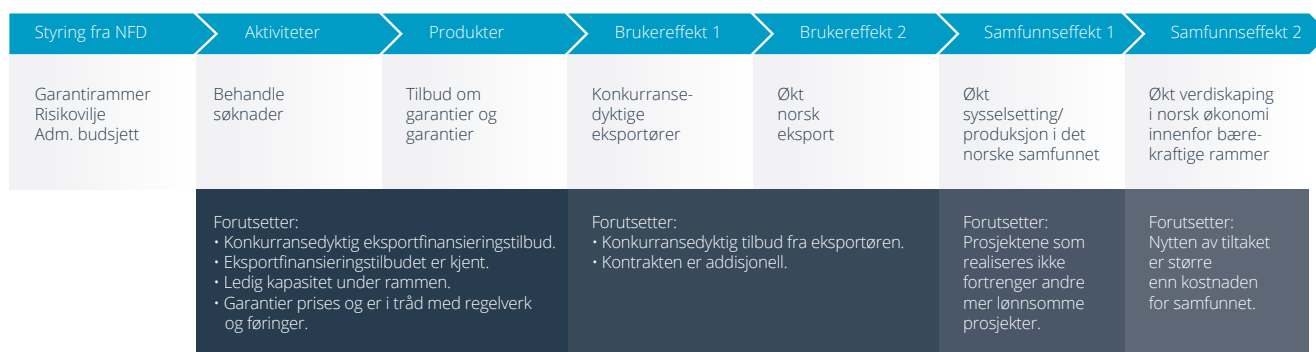 Styring fra NFD
Aktiviteter
Produkter
Brukereffekt 1
Brukereffekt 2
Samfunnseffekt 1
Samfunnseffekt 2
Garantirammer
Risikovilje
Adm. budsjett
Behandle
søknader
Tilbud om
garantier og
garantier
Konkurranse-
dyktige
eksportører
Økt
norsk
eksport
Økt
sysselsetting/
produksjon i det
norske samfunnet
Økt verdiskaping
i norsk økonomi
innenfor bære-
kraftige rammer
Forutsetter:
• Konkurransedyktig eksportfinansieringstilbud.
• Eksportfinansieringstilbudet er kjent.
• Ledig kapasitet under rammen.
• Garantier prises og er i tråd med regelverk
og føringer.
Forutsetter:
• Konkurransedyktig tilbud fra eksportøren.
• Kontrakten er addisjonell.
Forutsetter:
Prosjektene som
realiseres ikke
fortrenger andre
mer lønnsomme
prosjekter.
Forutsetter:
Nytten av tiltaket
er større
enn kostnaden
for samfunnet.